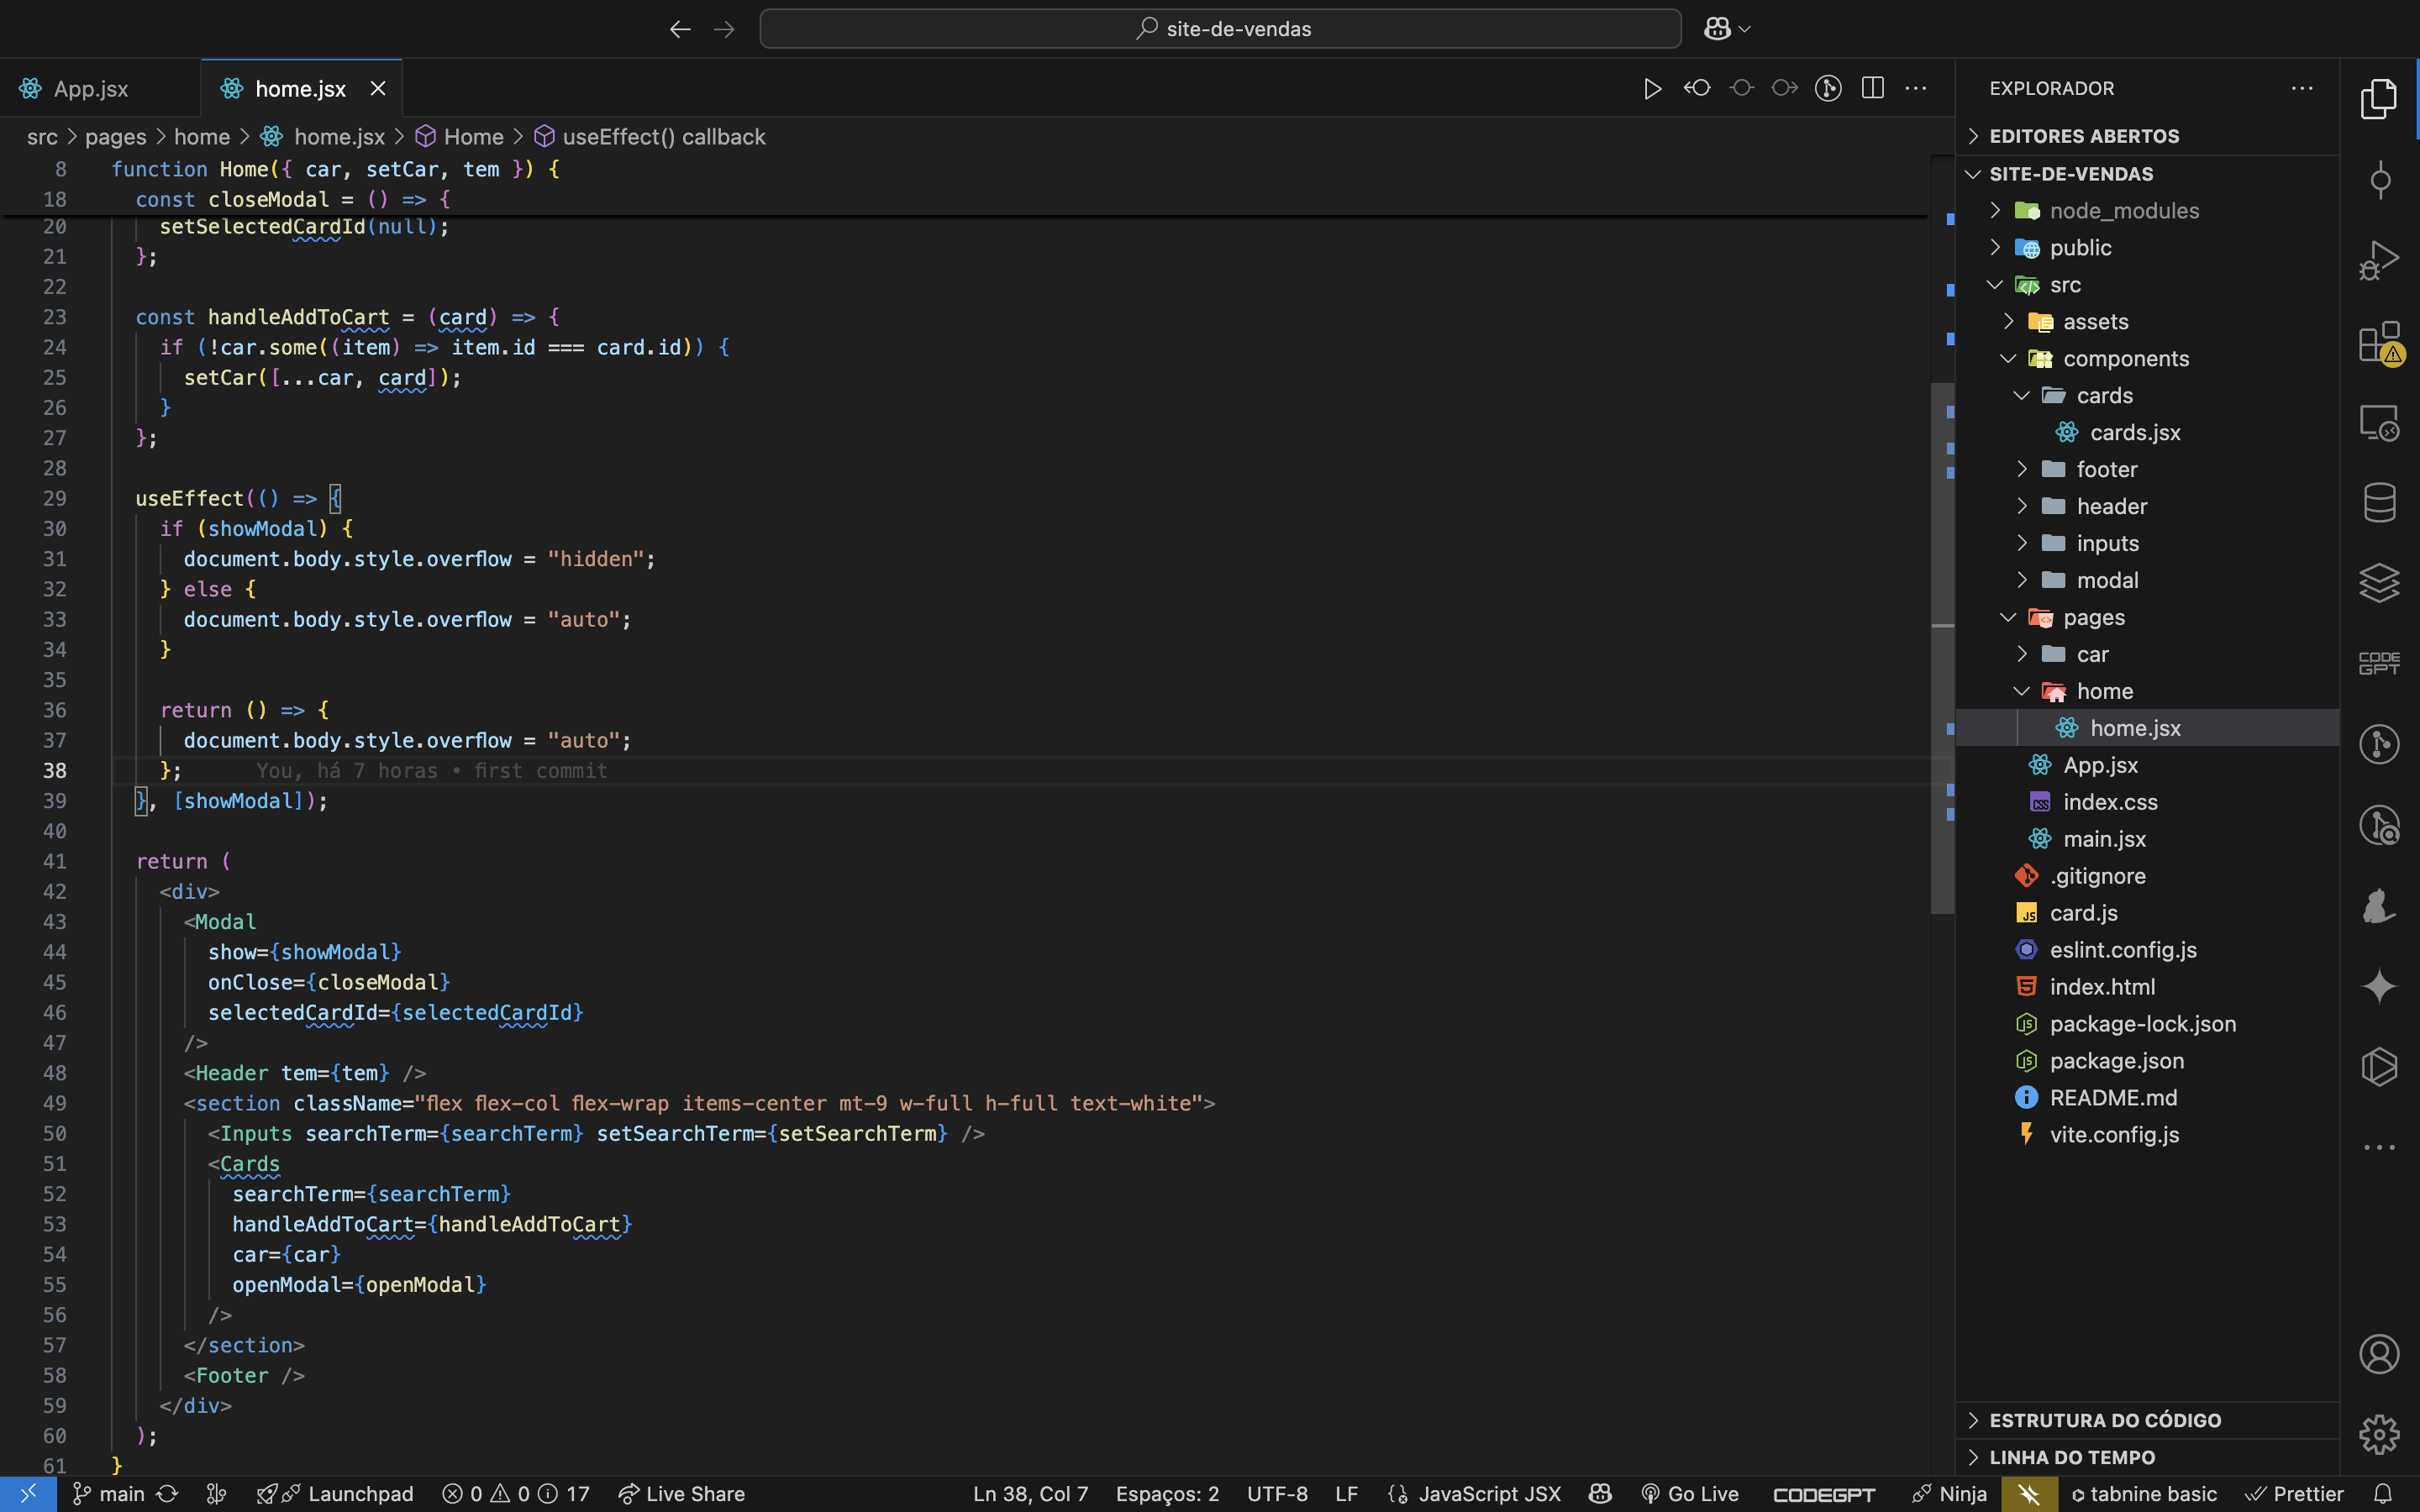 site-de-vendas
App.jsx
home.jsx
src > pages > home > home.jsx > Home > useEffect() callback
8 function Home({ car, setCar, tem }) {
18 const closeModal = () => {
20 setSelectedCardId(null);
21 };
22
23 const handleAddToCart = (card) => {
24 if (!car.some((item) => item.id === card.id)) {
25 setCar([...car, card]);
26 }
27 };
28
29 useEffect(() => {
30 if (showModal) {
31 document.body.style.overflow = "hidden";
32 } else {
33 document.body.style.overflow = "auto";
34 }
35
36 return () => {
37 document.body.style.overflow = "auto";
38 }; You, há 7 horas • first commit
39 }, [showModal]);
40
41 return (
42 <div>
43 <Modal
44 show={showModal}
45 onClose={closeModal}
46 selectedCardId={selectedCardId}
47 />
48 <Header tem={tem} />
49 <section className="flex flex-col flex-wrap items-center mt-9 w-full h-full text-white">
50 <Inputs searchTerm={searchTerm} setSearchTerm={setSearchTerm} />
51 <Cards
52 searchTerm={searchTerm}
53 handleAddToCart={handleAddToCart}
54 car={car}
55 openModal={openModal}
56 />
57 </section>
58 <Footer />
59 </div>
60 );
61 }
EXPLORADOR
EDITORES ABERTOS
SITE-DE-VENDAS
node_modules
public
src
assets
components
cards
cards.jsx
footer
header
inputs
modal
pages
car
home
home.jsx
App.jsx
index.css
main.jsx
.gitignore
card.js
eslint.config.js
index.html
package-lock.json
package.json
README.md
vite.config.js
ESTRUTURA DO CÓDIGO
LINHA DO TEMPO
CODE
GPT
main
Launchpad
0 0 17
Live Share
Ln 38, Col 7
Espaços: 2
UTF-8
LF
JavaScript JSX
Go Live
CODEGPT
Ninja
tabnine basic
Prettier